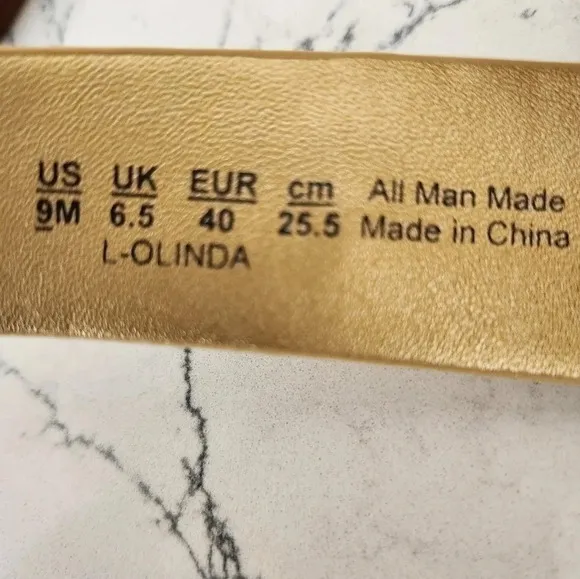 US UK EUR cm All Man Made
9M 6.5 40 25.5 Made in China
L-OLINDA